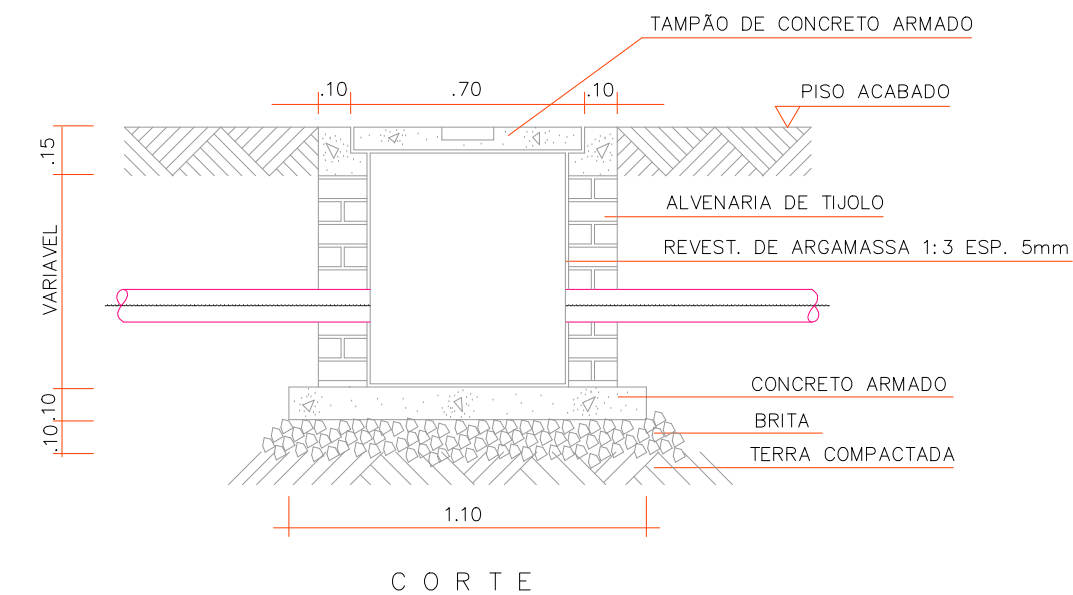 TAMPÃO DE CONCRETO ARMADO
.10 .70 .10
PISO ACABADO
.15
ALVENARIA DE TIJOLO
REVEST. DE ARGAMASSA 1:3 ESP. 5mm
VARIAVEL
CONCRETO ARMADO
.10
BRITA
.10
TERRA COMPACTADA
1.10
CORTE